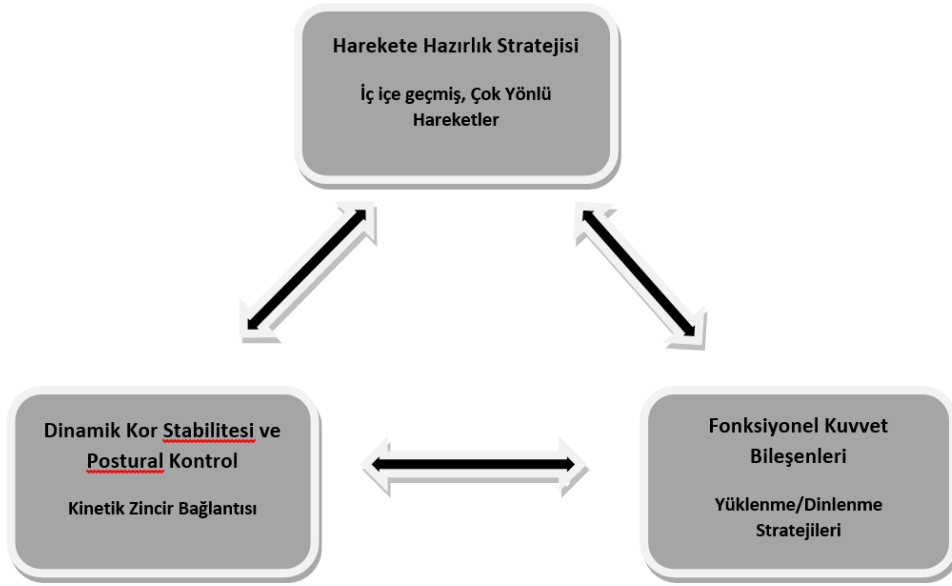 Harekete Hazırlık Stratejisi
İç içe geçmiş, Çok Yönlü
Hareketler
Dinamik Kor Stabilitesi ve
Postural Kontrol
Kinetik Zincir Bağlantısı
Fonksiyonel Kuvvet
Bileşenleri
Yüklenme/Dinlenme
Stratejileri